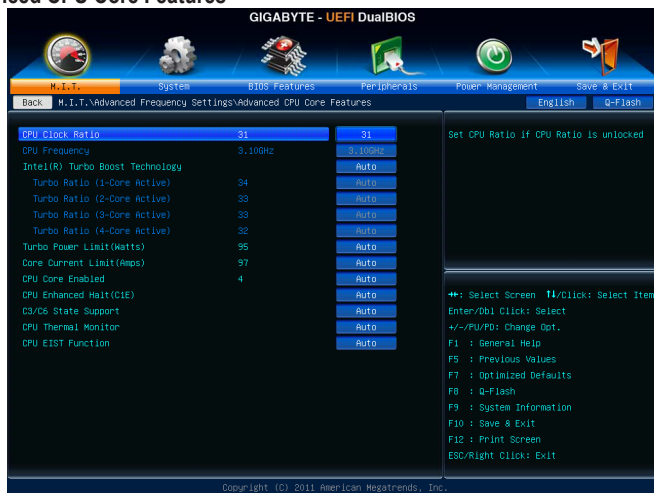 GIGABYTE - UEFI DualBIOS
M.I.T.
System
BIOS Features
Peripherals
Power Management
Save & Exit
Back
M.I.T.\Advanced Frequency Settings\Advanced CPU Core Features
English
Q-Flash
CPU Clock Ratio 31 31
CPU Frequency 3.10GHz 3.10GHz
Intel(R) Turbo Boost Technology Auto
Turbo Ratio (1-Core Active) 34 Auto
Turbo Ratio (2-Core Active) 33 Auto
Turbo Ratio (3-Core Active) 33 Auto
Turbo Ratio (4-Core Active) 32 Auto
Turbo Power Limit(Watts) 95 Auto
Core Current Limit(Amps) 97 Auto
CPU Core Enabled 4 Auto
CPU Enhanced Halt(C1E) Auto
C3/C6 State Support Auto
CPU Thermal Monitor Auto
CPU EIST Function Auto
Set CPU Ratio if CPU Ratio is unlocked
→←: Select Screen ↑↓/Click: Select Item
Enter/Dbl Click: Select
+/-/PU/PD: Change Opt.
F1 : General Help
F5 : Previous Values
F7 : Optimized Defaults
F8 : Q-Flash
F9 : System Information
F10 : Save & Exit
F12 : Print Screen
ESC/Right Click: Exit
Copyright (C) 2011 American Megatrends, Inc.